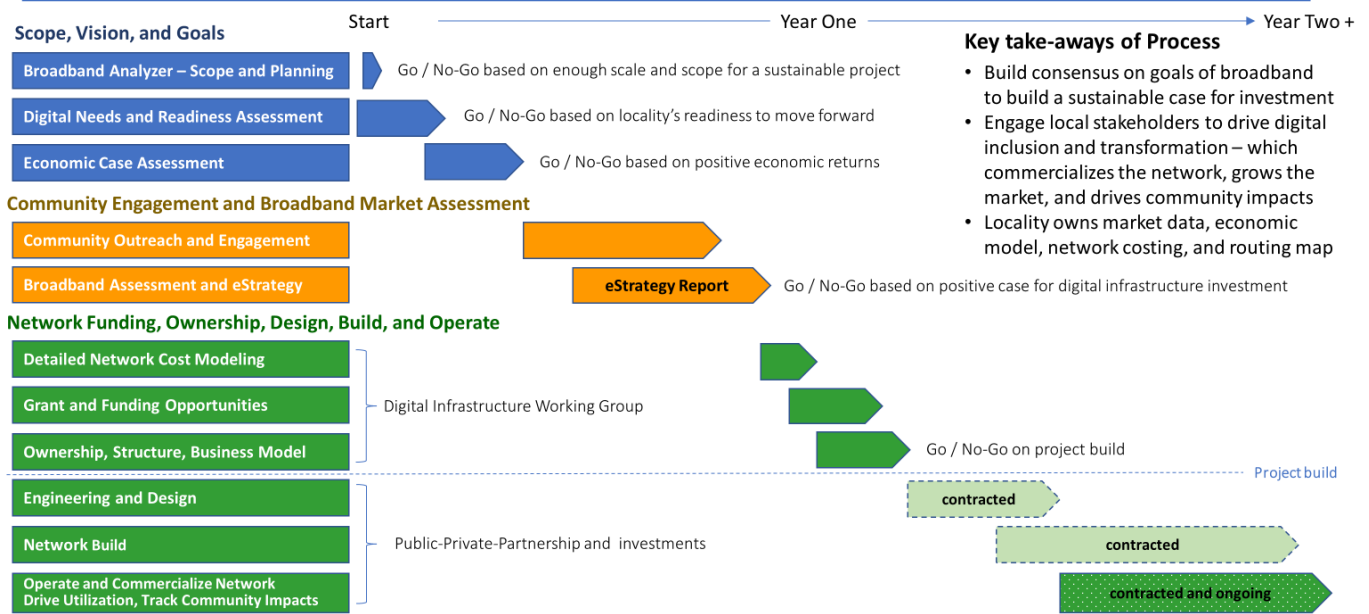 Start
Year One
Year Two +
Scope, Vision, and Goals
Key take-aways of Process
Broadband Analyzer – Scope and Planning
Go / No-Go based on enough scale and scope for a sustainable project
Digital Needs and Readiness Assessment
Go / No-Go based on locality's readiness to move forward
Economic Case Assessment
Go / No-Go based on positive economic returns
• Build consensus on goals of broadband
to build a sustainable case for investment
• Engage local stakeholders to drive digital
inclusion and transformation – which
commercializes the network, grows the
market, and drives community impacts
• Locality owns market data, economic
model, network costing, and routing map
Community Engagement and Broadband Market Assessment
Community Outreach and Engagement
Broadband Assessment and eStrategy
eStrategy Report
Go / No-Go based on positive case for digital infrastructure investment
Network Funding, Ownership, Design, Build, and Operate
Detailed Network Cost Modeling
Grant and Funding Opportunities
Digital Infrastructure Working Group
Ownership, Structure, Business Model
Go / No-Go on project build
Project build
Engineering and Design
contracted
Network Build
Public-Private-Partnership and investments
contracted
Operate and Commercialize Network
Drive Utilization, Track Community Impacts
contracted and ongoing